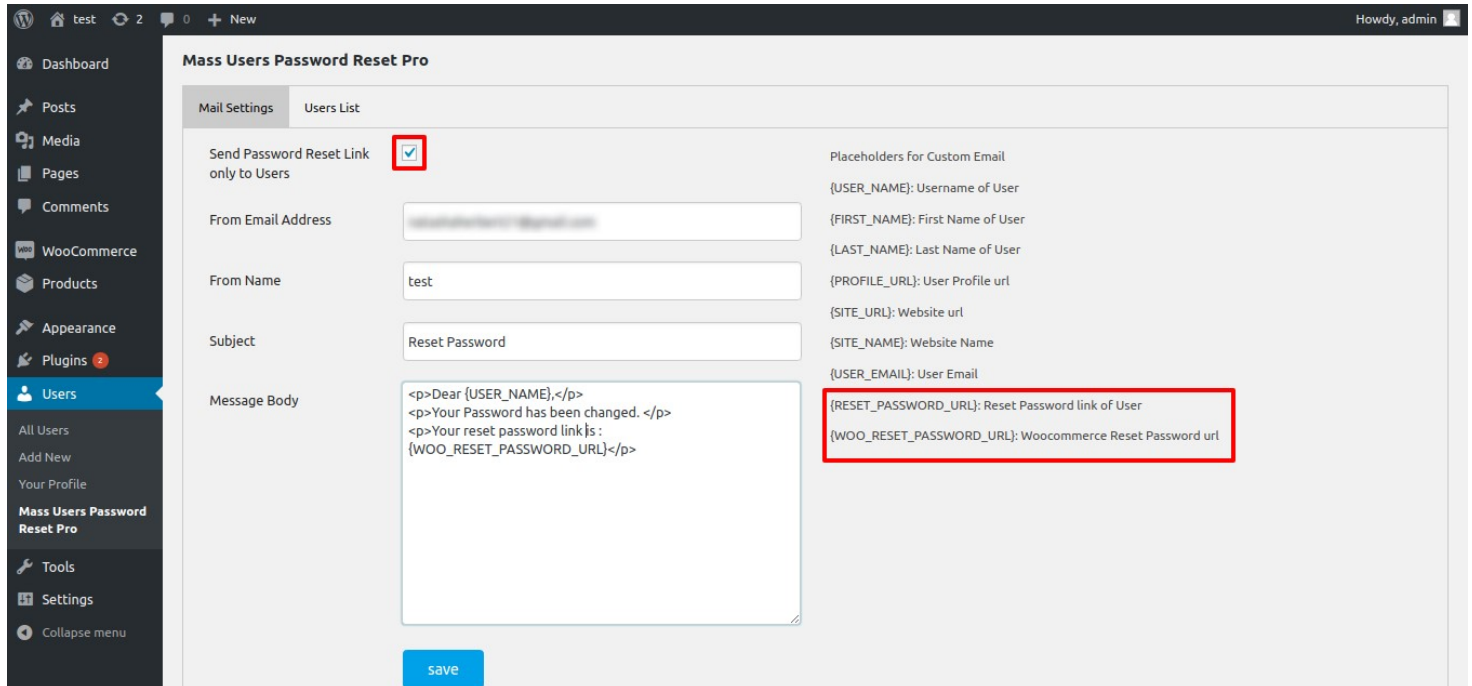 test 2 0 + New Howdy, admin
Dashboard
Posts
Media
Pages
Comments
WooCommerce
Products
Appearance
Plugins 2
Users
All Users
Add New
Your Profile
Mass Users Password
Reset Pro
Tools
Settings
Collapse menu
Mass Users Password Reset Pro
Mail Settings Users List
Send Password Reset Link
only to Users
From Email Address
From Name
test
Subject
Reset Password
Message Body
<p>Dear {USER_NAME},</p>
<p>Your Password has been changed. </p>
<p>Your reset password link is :
{WOO_RESET_PASSWORD_URL}</p>
save
Placeholders for Custom Email
{USER_NAME}: Username of User
{FIRST_NAME}: First Name of User
{LAST_NAME}: Last Name of User
{PROFILE_URL}: User Profile url
{SITE_URL}: Website url
{SITE_NAME}: Website Name
{USER_EMAIL}: User Email
{RESET_PASSWORD_URL}: Reset Password link of User
{WOO_RESET_PASSWORD_URL}: Woocommerce Reset Password url